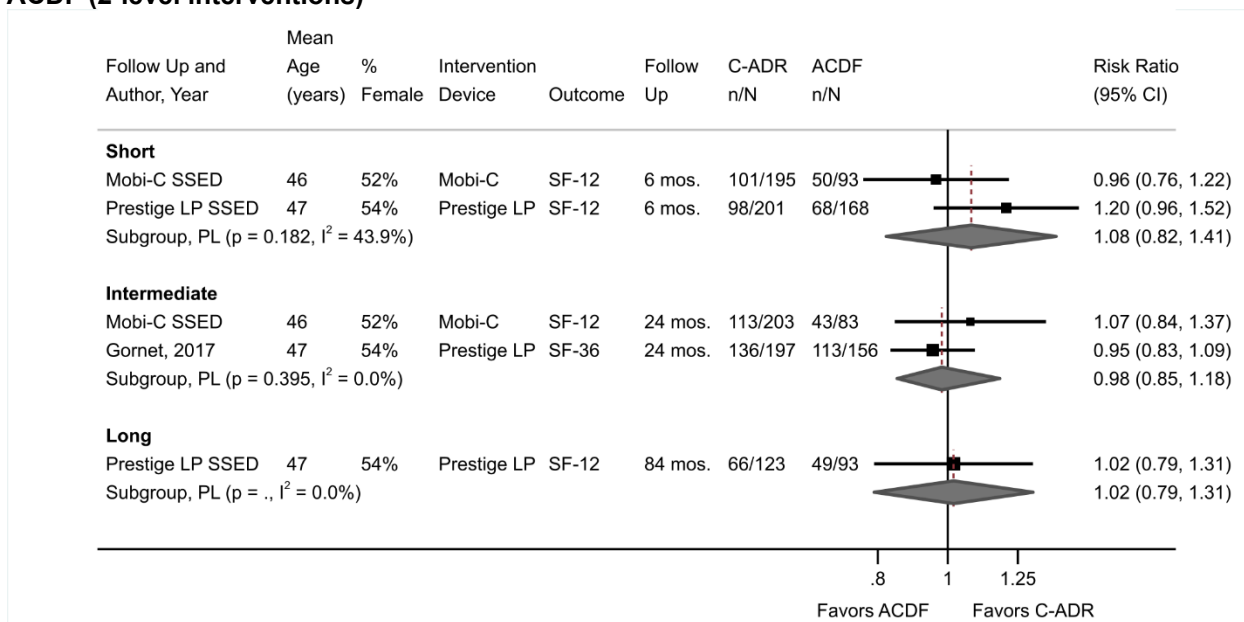 ACDF (2-level interventions)
Mean
Follow Up and Age % Intervention Follow C-ADR ACDF Risk Ratio
Author, Year (years) Female Device Outcome Up n/N n/N (95% CI)
Short
Mobi-C SSED 46 52% Mobi-C SF-12 6 mos. 101/195 50/93 0.96 (0.76, 1.22)
Prestige LP SSED 47 54% Prestige LP SF-12 6 mos. 98/201 68/168 1.20 (0.96, 1.52)
Subgroup, PL (p = 0.182, I² = 43.9%) 1.08 (0.82, 1.41)
Intermediate
Mobi-C SSED 46 52% Mobi-C SF-12 24 mos. 113/203 43/83 1.07 (0.84, 1.37)
Gornet, 2017 47 54% Prestige LP SF-36 24 mos. 136/197 113/156 0.95 (0.83, 1.09)
Subgroup, PL (p = 0.395, I² = 0.0%) 0.98 (0.85, 1.18)
Long
Prestige LP SSED 47 54% Prestige LP SF-12 84 mos. 66/123 49/93 1.02 (0.79, 1.31)
Subgroup, PL (p = ., I² = 0.0%) 1.02 (0.79, 1.31)
.8 1 1.25
Favors ACDF Favors C-ADR